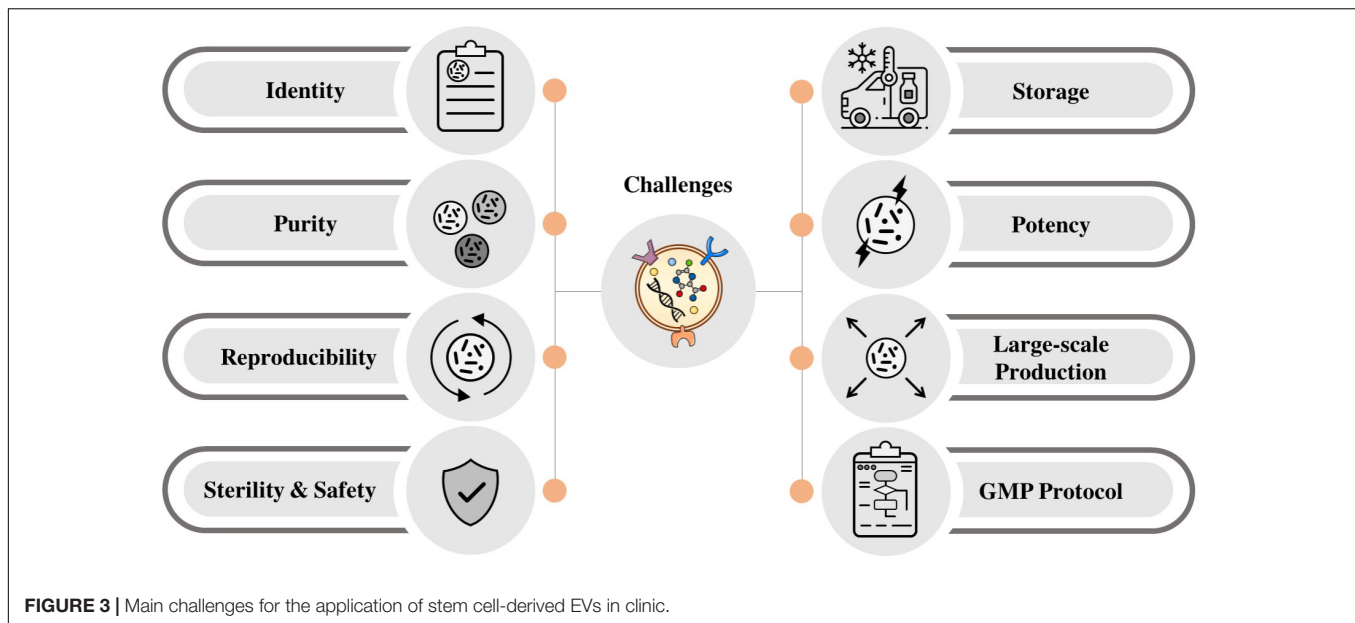 Challenges
Identity
Purity
Reproducibility
Sterility & Safety
Storage
Potency
Large-scale
Production
GMP Protocol
FIGURE 3 | Main challenges for the application of stem cell-derived EVs in clinic.